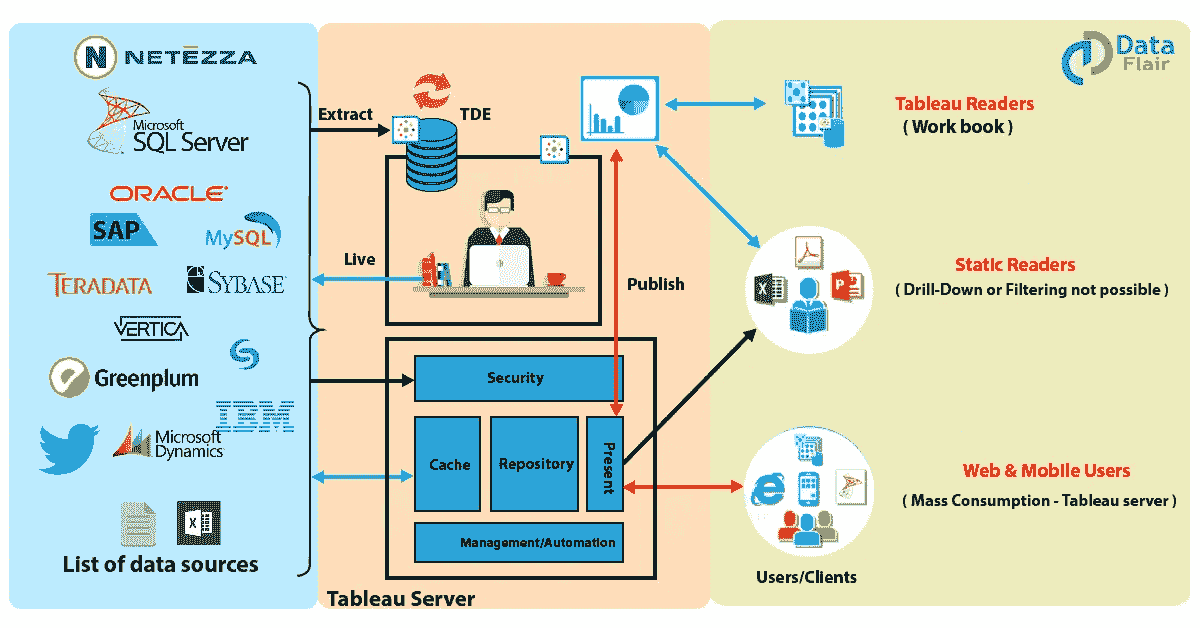 N NETEZZA
Microsoft
SQL Server
ORACLE
SAP
MySQL
TERADATA
SYBASE
VERTICA
Greenplum
IBM
Microsoft
Dynamics
X
List of data sources
Extract
TDE
Live
Publish
Security
Cache
Repository
Present
Management/Automation
Tableau Server
Data
Flair
Tableau Readers
( Work book )
X
P
Static Readers
( Drill-Down or Filtering not possible )
Web & Mobile Users
( Mass Consumption - Tableau server )
Users/Clients